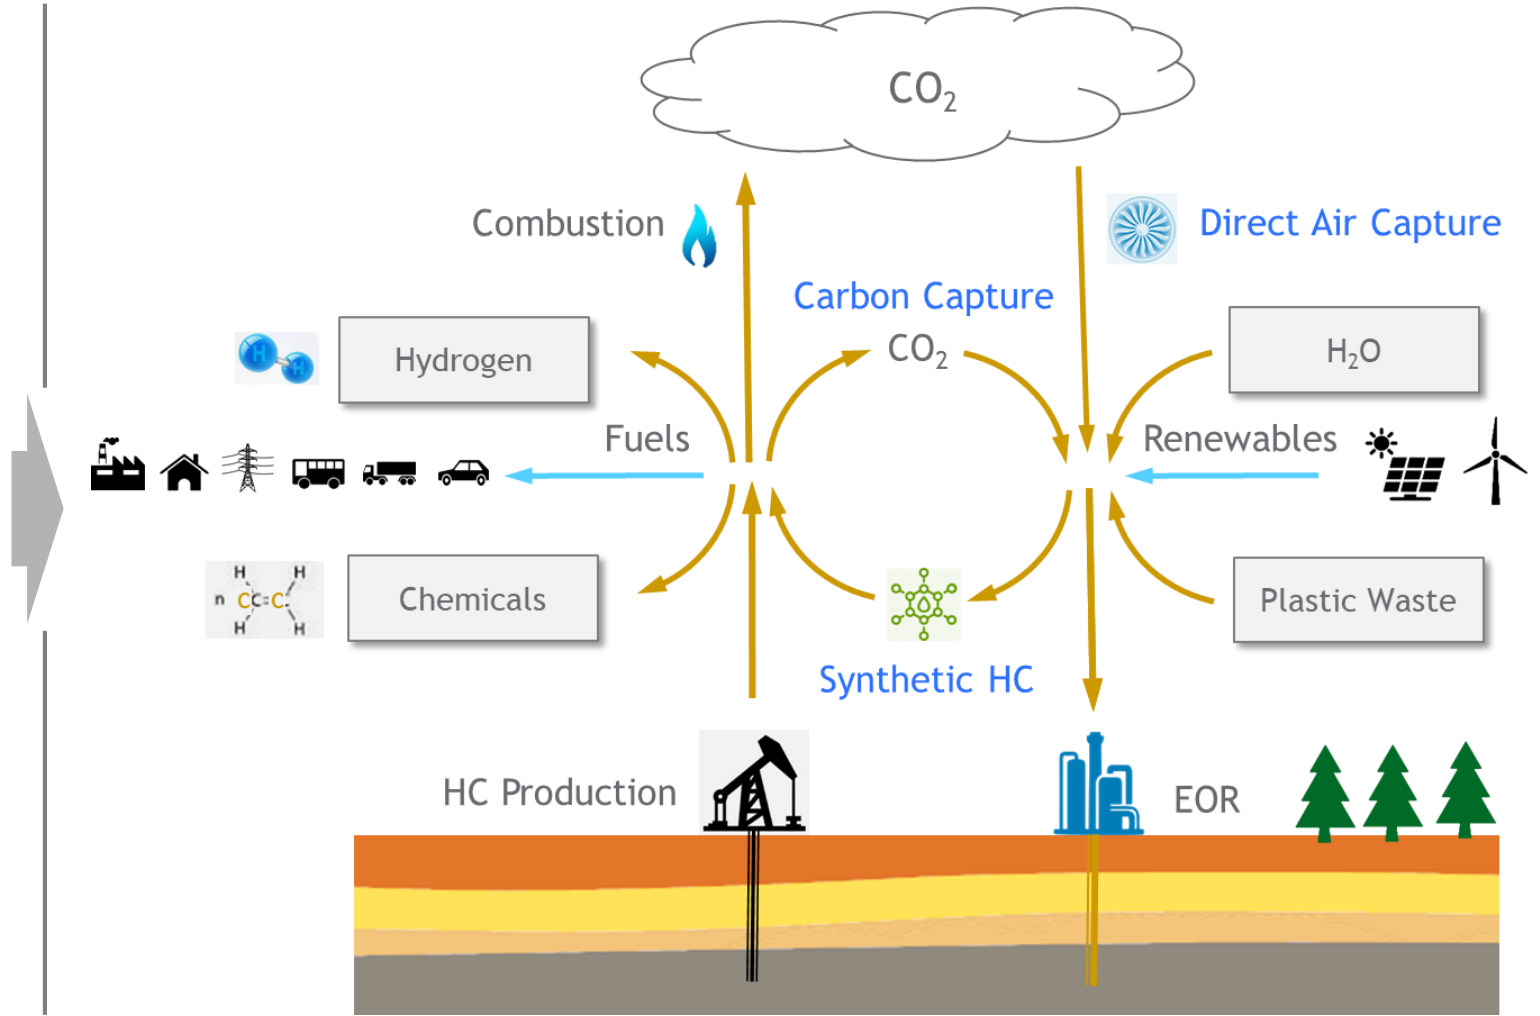 CO₂
Combustion
Direct Air Capture
Carbon Capture
CO₂
H H
Hydrogen
H₂O
Fuels
Renewables
H H
n CC=C:
H H
Chemicals
Plastic Waste
Synthetic HC
HC Production
EOR